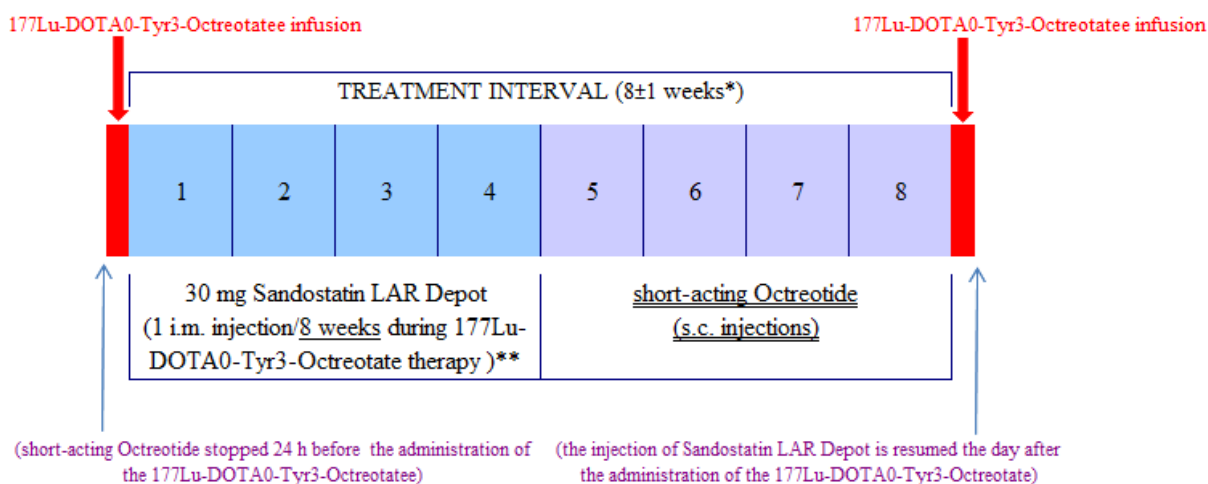 177Lu-DOTA0-Tyr3-Octreotatee infusion
177Lu-DOTA0-Tyr3-Octreotatee infusion
TREATMENT INTERVAL (8±1 weeks*)
1 2 3 4 5 6 7 8
30 mg Sandostatin LAR Depot
(1 i.m. injection/8 weeks during 177Lu-
DOTA0-Tyr3-Octreotate therapy )**
short-acting Octreotide
(s.c. injections)
(short-acting Octreotide stopped 24 h before the administration of
the 177Lu-DOTA0-Tyr3-Octreotatee)
(the injection of Sandostatin LAR Depot is resumed the day after
the administration of the 177Lu-DOTA0-Tyr3-Octreotate)